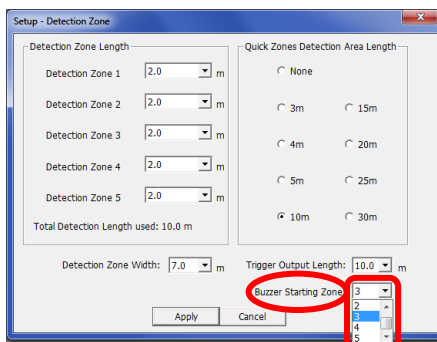 Setup - Detection Zone
Detection Zone Length
Detection Zone 1 2.0 m
Detection Zone 2 2.0 m
Detection Zone 3 2.0 m
Detection Zone 4 2.0 m
Detection Zone 5 2.0 m
Total Detection Length used: 10.0 m
Quick Zones Detection Area Length
None
3m 15m
4m 20m
5m 25m
10m 30m
Detection Zone Width: 7.0 m
Trigger Output Length: 10.0 m
Buzzer Starting Zone 3
2
3
4
5
Apply Cancel